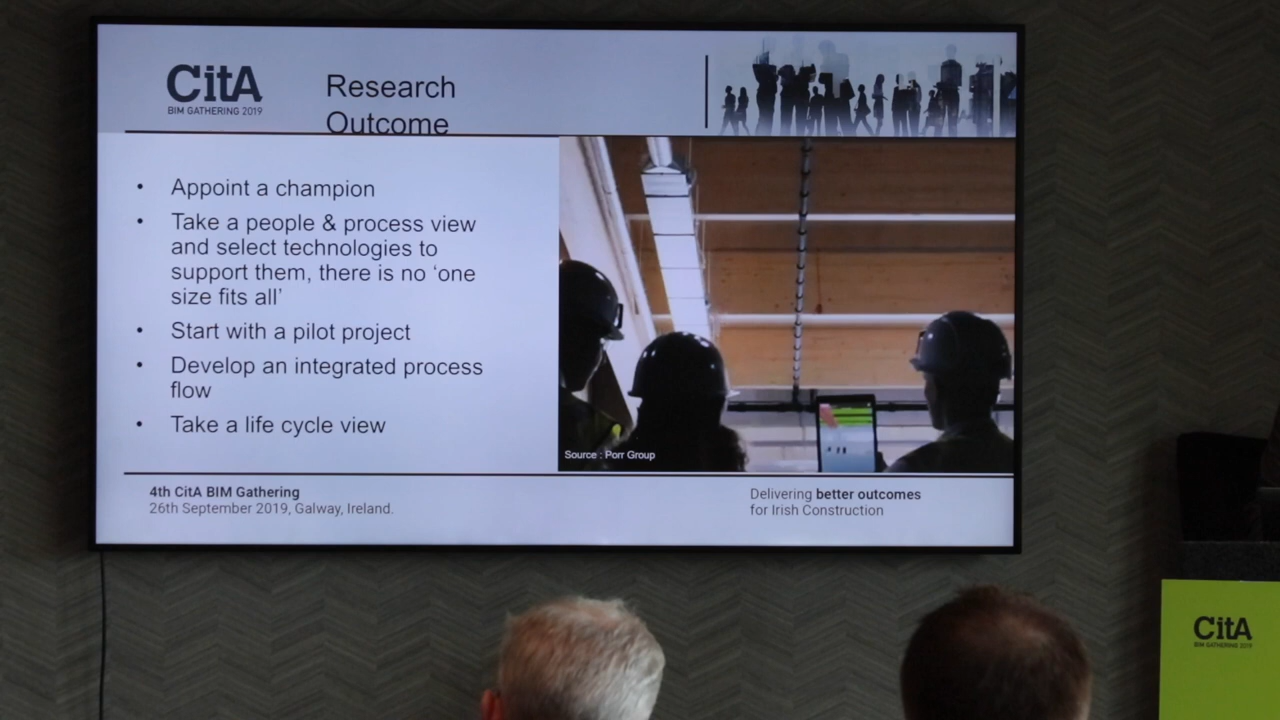 CitA
BIM GATHERING 2019
Research
Outcome
• Appoint a champion
• Take a people & process view
and select technologies to
support them, there is no ‘one
size fits all’
• Start with a pilot project
• Develop an integrated process
flow
• Take a life cycle view
Source : Porr Group
4th CitA BIM Gathering
26th September 2019, Galway, Ireland.
Delivering better outcomes
for Irish Construction
CitA
BIM GATHERING 2019